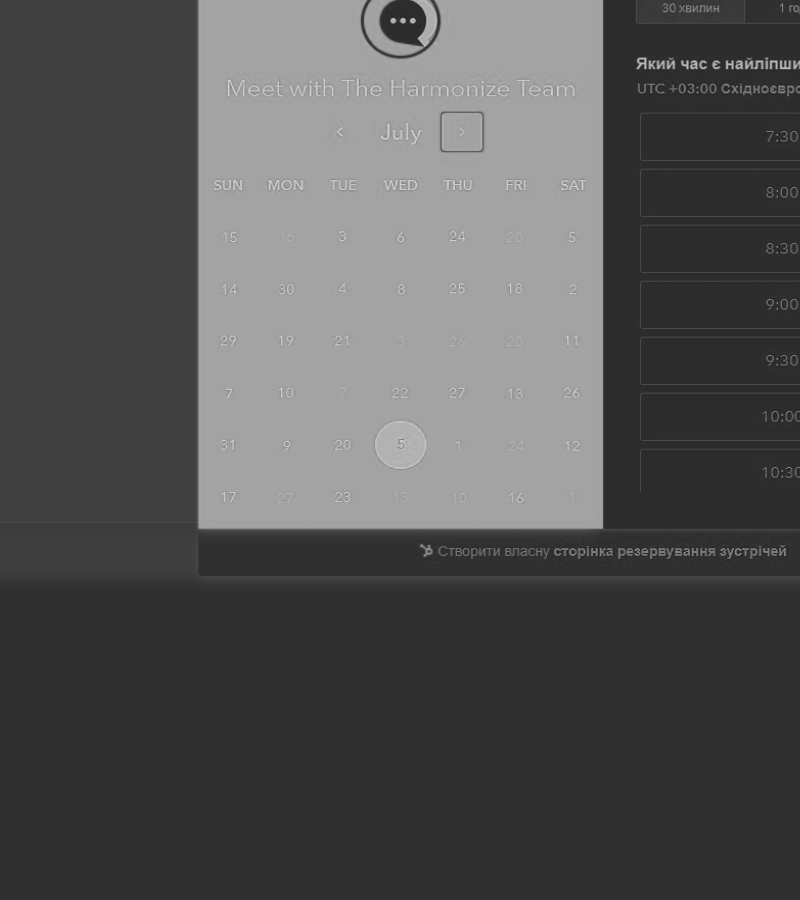 30 хвилин
Meet with The Harmonize Team
July
SUN MON TUE WED THU FRI SAT
15 16 3 6 24 20 5
14 30 4 8 25 18 2
29 19 21 3 26 20 11
7 10 7 22 27 13 26
31 9 20 5 1 24 12
17 27 23 13 10 16 1
Який час є
UTC +03:00
7:30
8:00
8:30
9:00
9:30
10:00
10:30
Створити власну сторінка резервування зустрічей